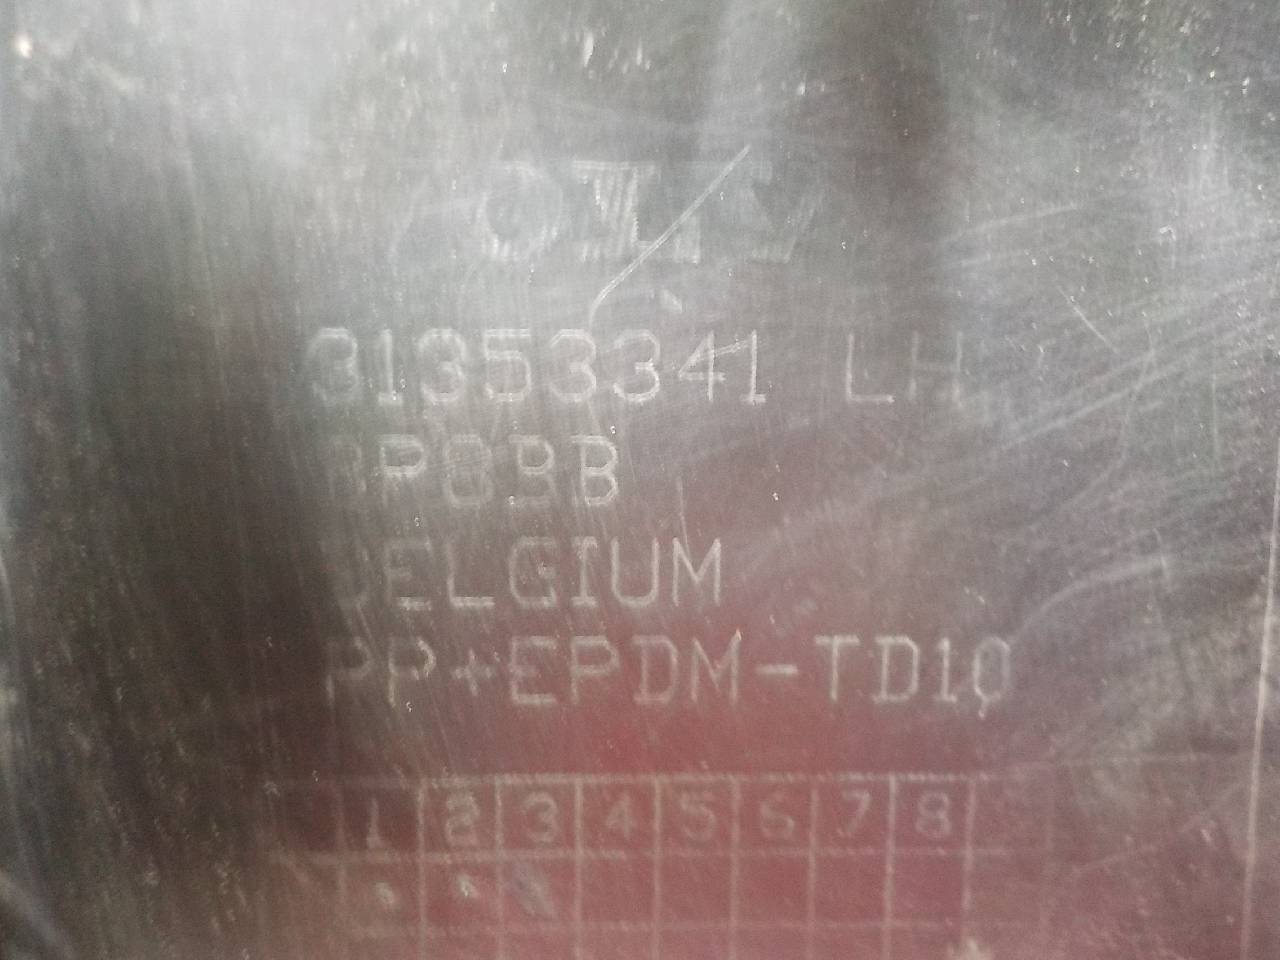 31353341 LH
BELGIUM
PP+EPDM-TD10
1 2 3 4 5 6 7 8